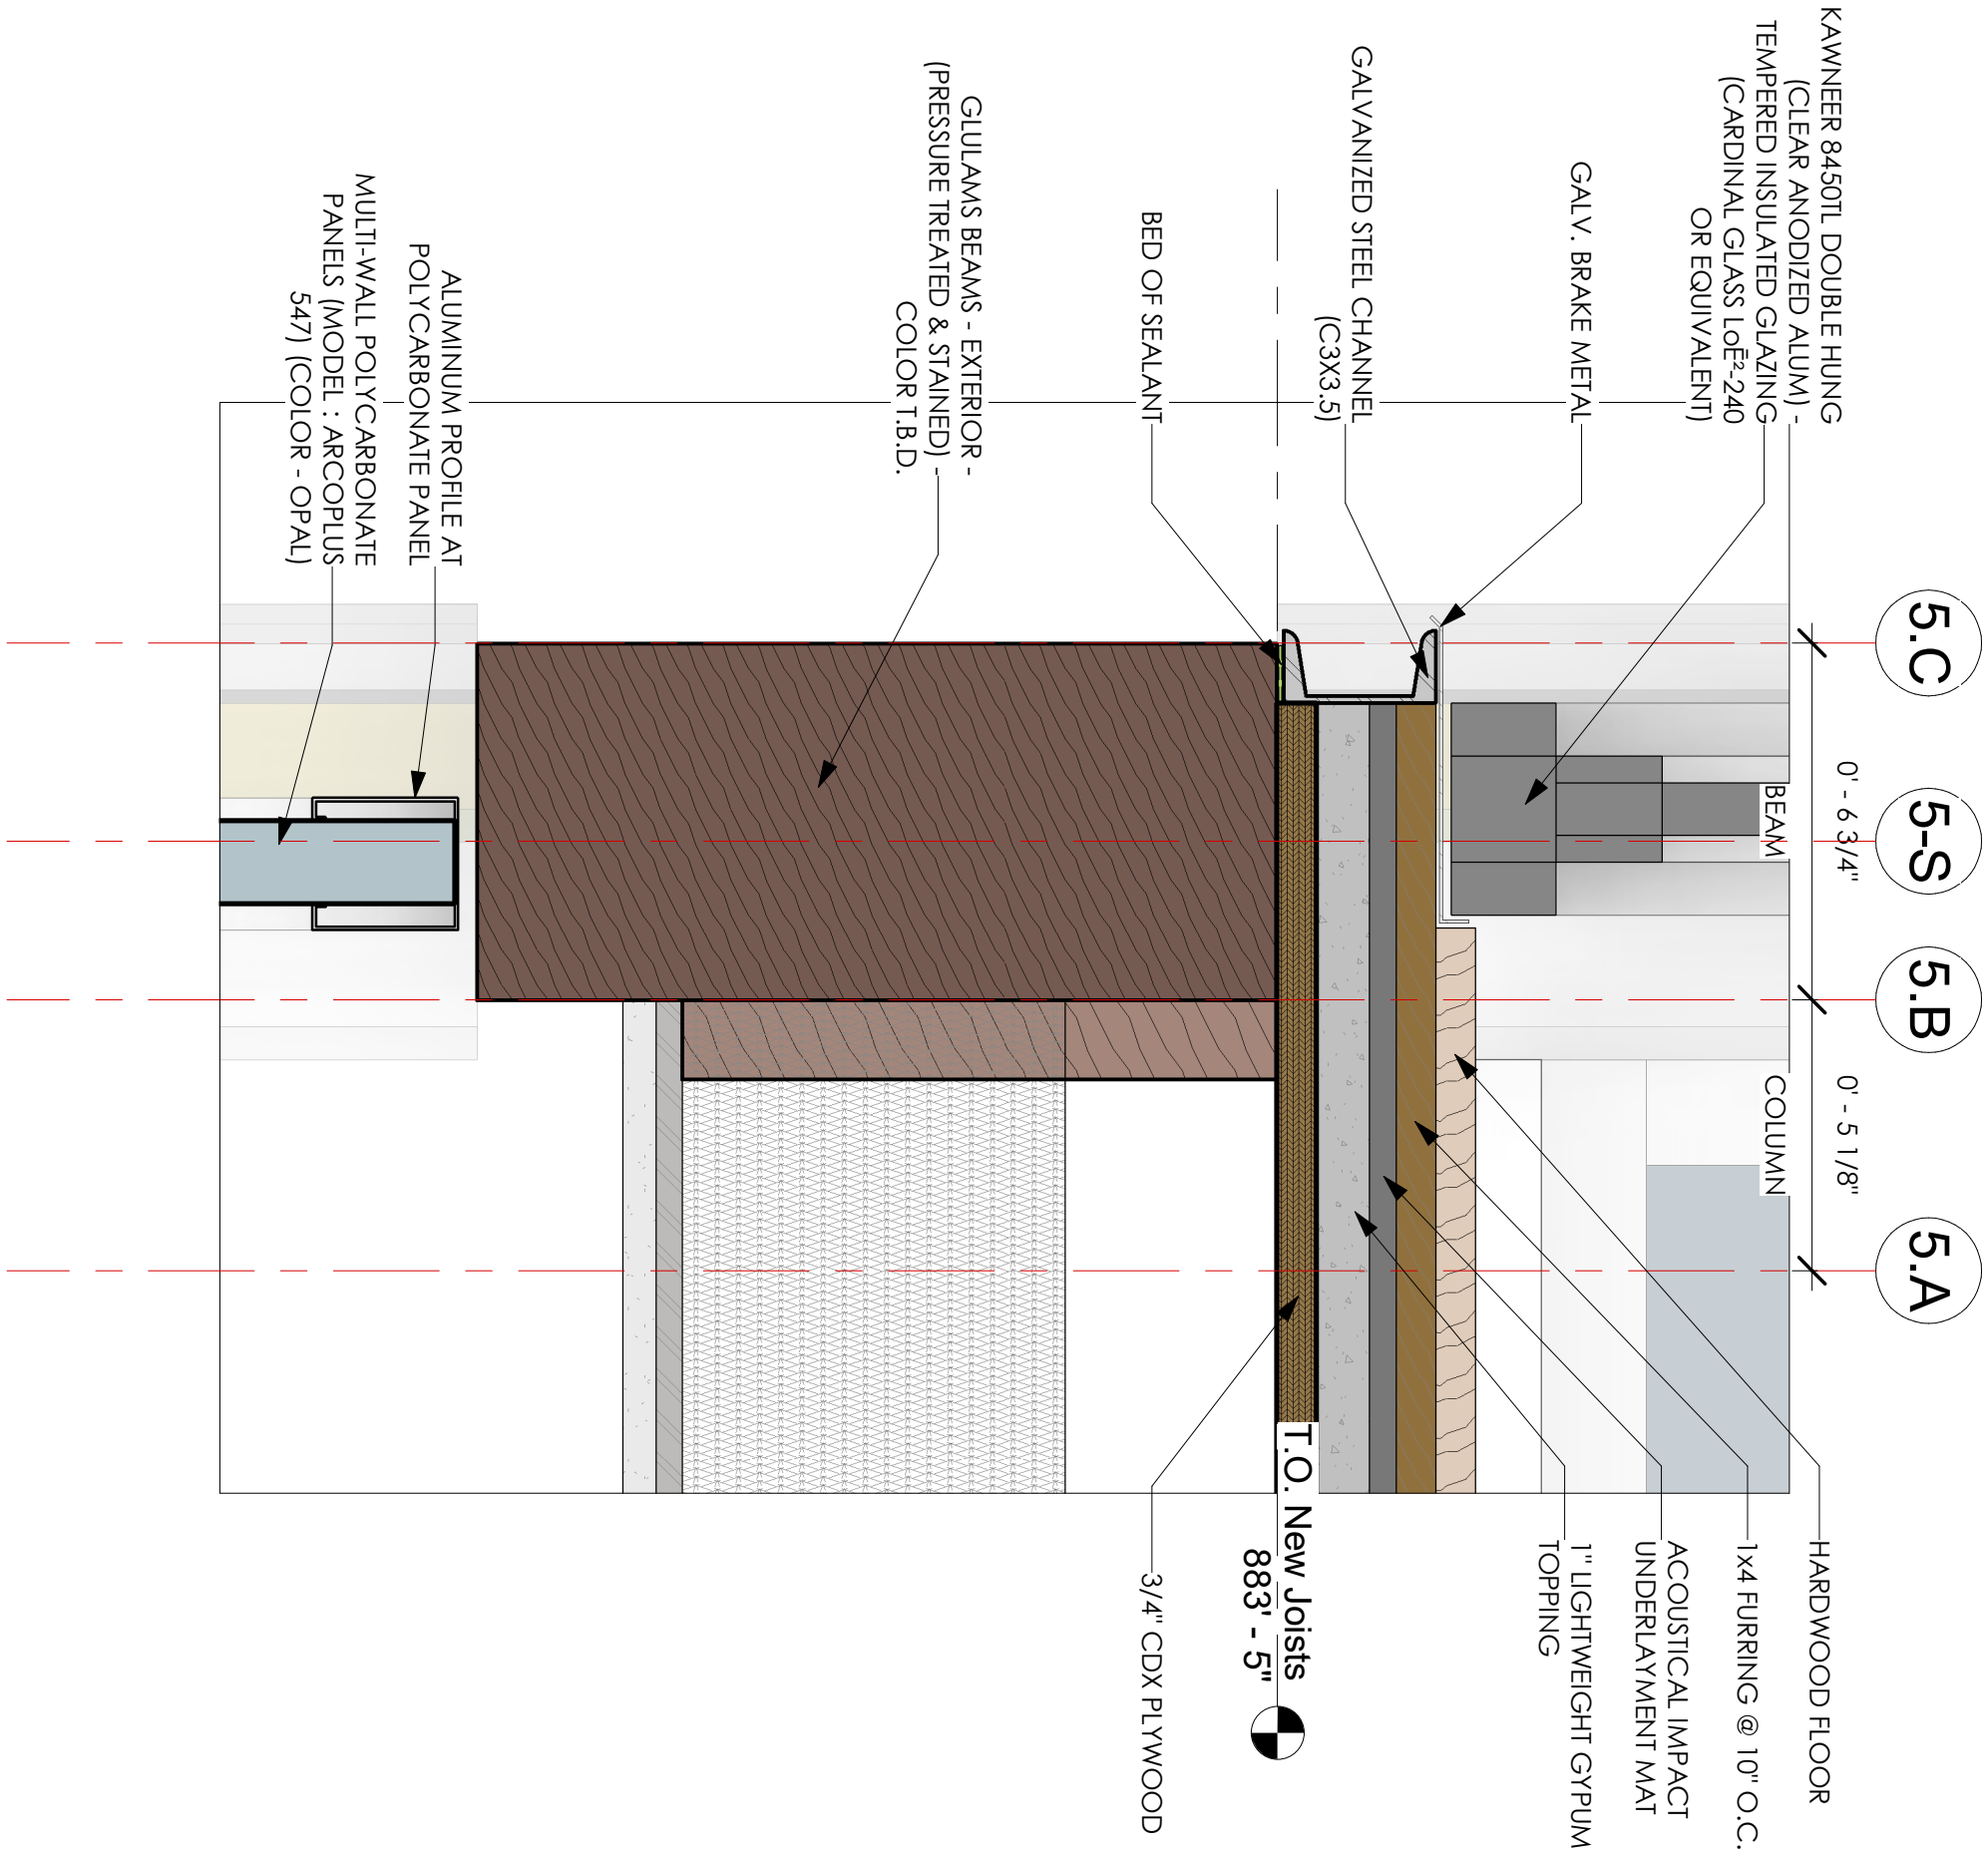 5.C
5-S
5.B
5.A
0' - 6 3/4"
0' - 5 1/8"
BEAM
COLUMN
KAWNEER 8450TL DOUBLE HUNG
(CLEAR ANODIZED ALUM) -
TEMPERED INSULATED GLAZING
(CARDINAL GLASS LoĒ²-240
OR EQUIVALENT)
GALV. BRAKE METAL
GALVANIZED STEEL CHANNEL
(C3X3.5)
BED OF SEALANT
GLULAMS BEAMS - EXTERIOR -
(PRESSURE TREATED & STAINED) -
COLOR T.B.D.
ALUMINUM PROFILE AT
POLYCARBONATE PANEL
MULTI-WALL POLYCARBONATE
PANELS (MODEL : ARCOPLUS
547) (COLOR - OPAL)
HARDWOOD FLOOR
1x4 FURRING @ 10" O.C.
ACOUSTICAL IMPACT
UNDERLAYMENT MAT
1" LIGHTWEIGHT GYPUM
TOPPING
T.O. New Joists
883' - 5"
3/4" CDX PLYWOOD